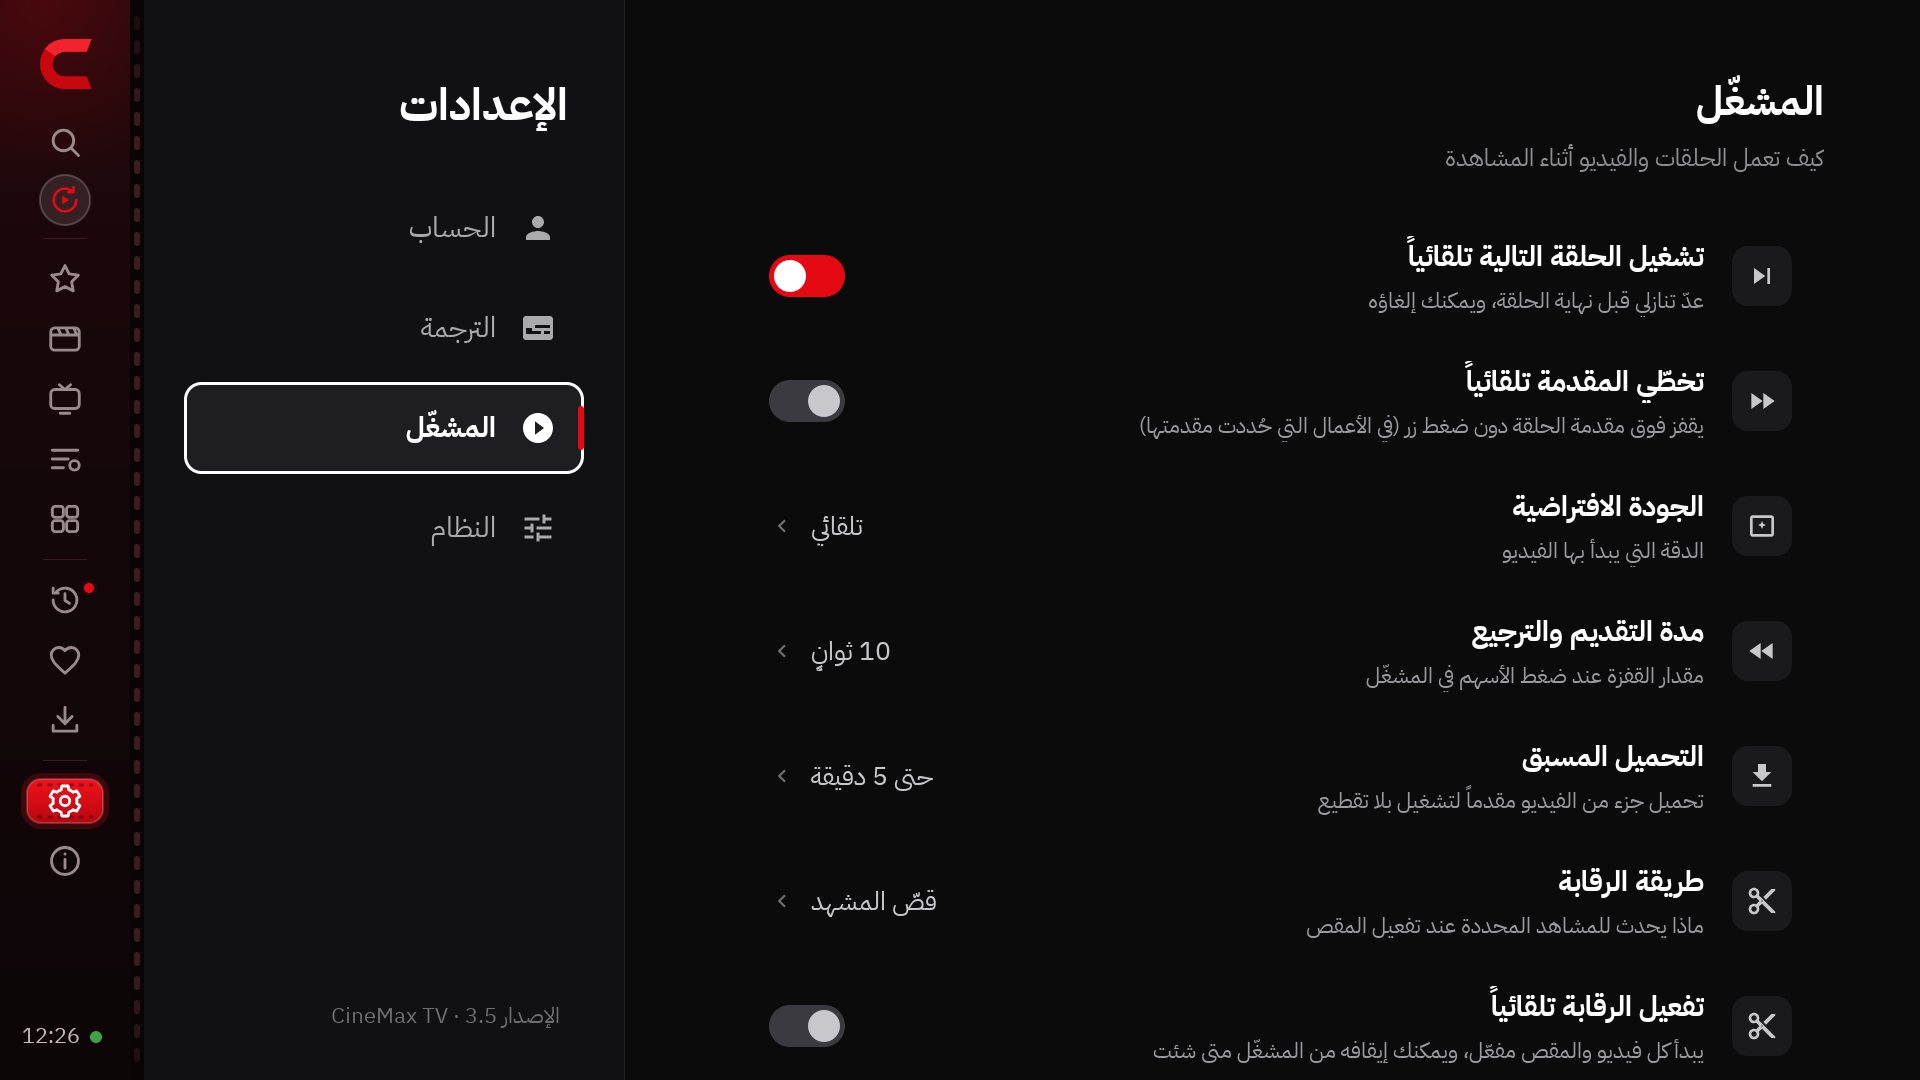 المشغّل
كيف تعمل الحلقات والفيديو أثناء المشاهدة
تشغيل الحلقة التالية تلقائياً
عدّ تنازلي قبل نهاية الحلقة، ويمكنك إلغاؤه
تخطّي المقدمة تلقائياً
يقفز فوق مقدمة الحلقة دون ضغط زر (في الأعمال التي حُددت مقدمتها)
الجودة الافتراضية
الدقة التي يبدأ بها الفيديو
تلقائي
مدة التقديم والترجيع
مقدار القفزة عند ضغط الأسهم في المشغّل
10 ثوانٍ
التحميل المسبق
تحميل جزء من الفيديو مقدماً لتشغيل بلا تقطيع
حتى 5 دقيقة
طريقة الرقابة
ماذا يحدث للمشاهد المحددة عند تفعيل المقص
قصّ المشهد
تفعيل الرقابة تلقائياً
يبدأ كل فيديو والمقص مفعّل، ويمكنك إيقافه من المشغّل متى شئت
الإعدادات
الحساب
الترجمة
المشغّل
النظام
الإصدار 3.5 · CineMax TV
12:26